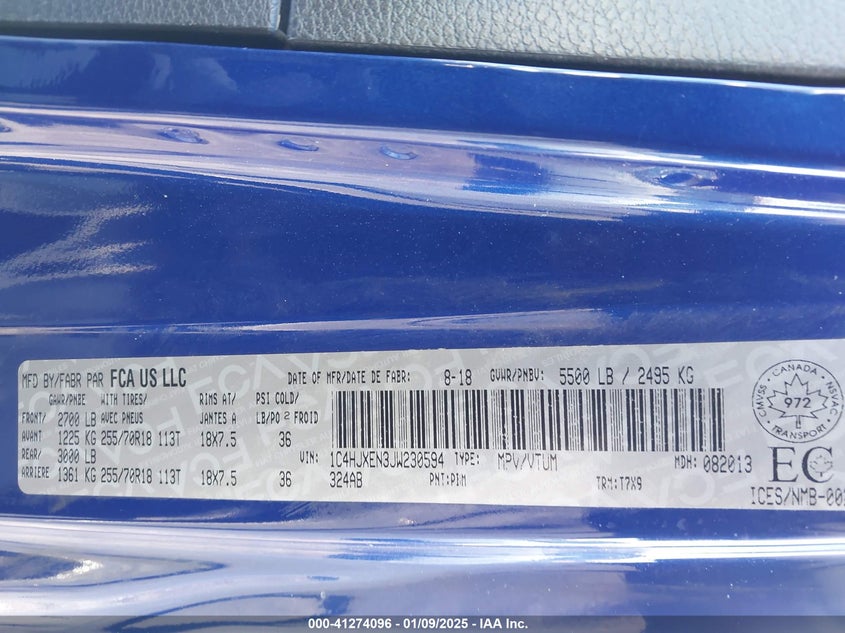 MFD BY/FABR PAR FCA US LLC DATE OF MFR/DATE DE FABR: 8-18 GVWR/PNBV: 5500 LB / 2495 KG
GAWR/PNBE WITH TIRES/ RIMS AT/ PSI COLD/
FRONT/ 2700 LB AVEC PNEUS JANTES A LB/PO2 FROID
AVANT 1225 KG 255/70R18 113T 18X7.5 36
REAR/ 3000 LB
ARRIERE 1361 KG 255/70R18 113T 18X7.5 36
VIN: 1C4HJXEN3JW230594 TYPE: MPV/VTUM MDH: 082013
324AB PNT:PIM TRM:T7X9
CANADA
CMVSS NSVAC
972
TRANSPORT
EC
ICES/NMB-00
000-41274096 - 01/09/2025 - IAA Inc.